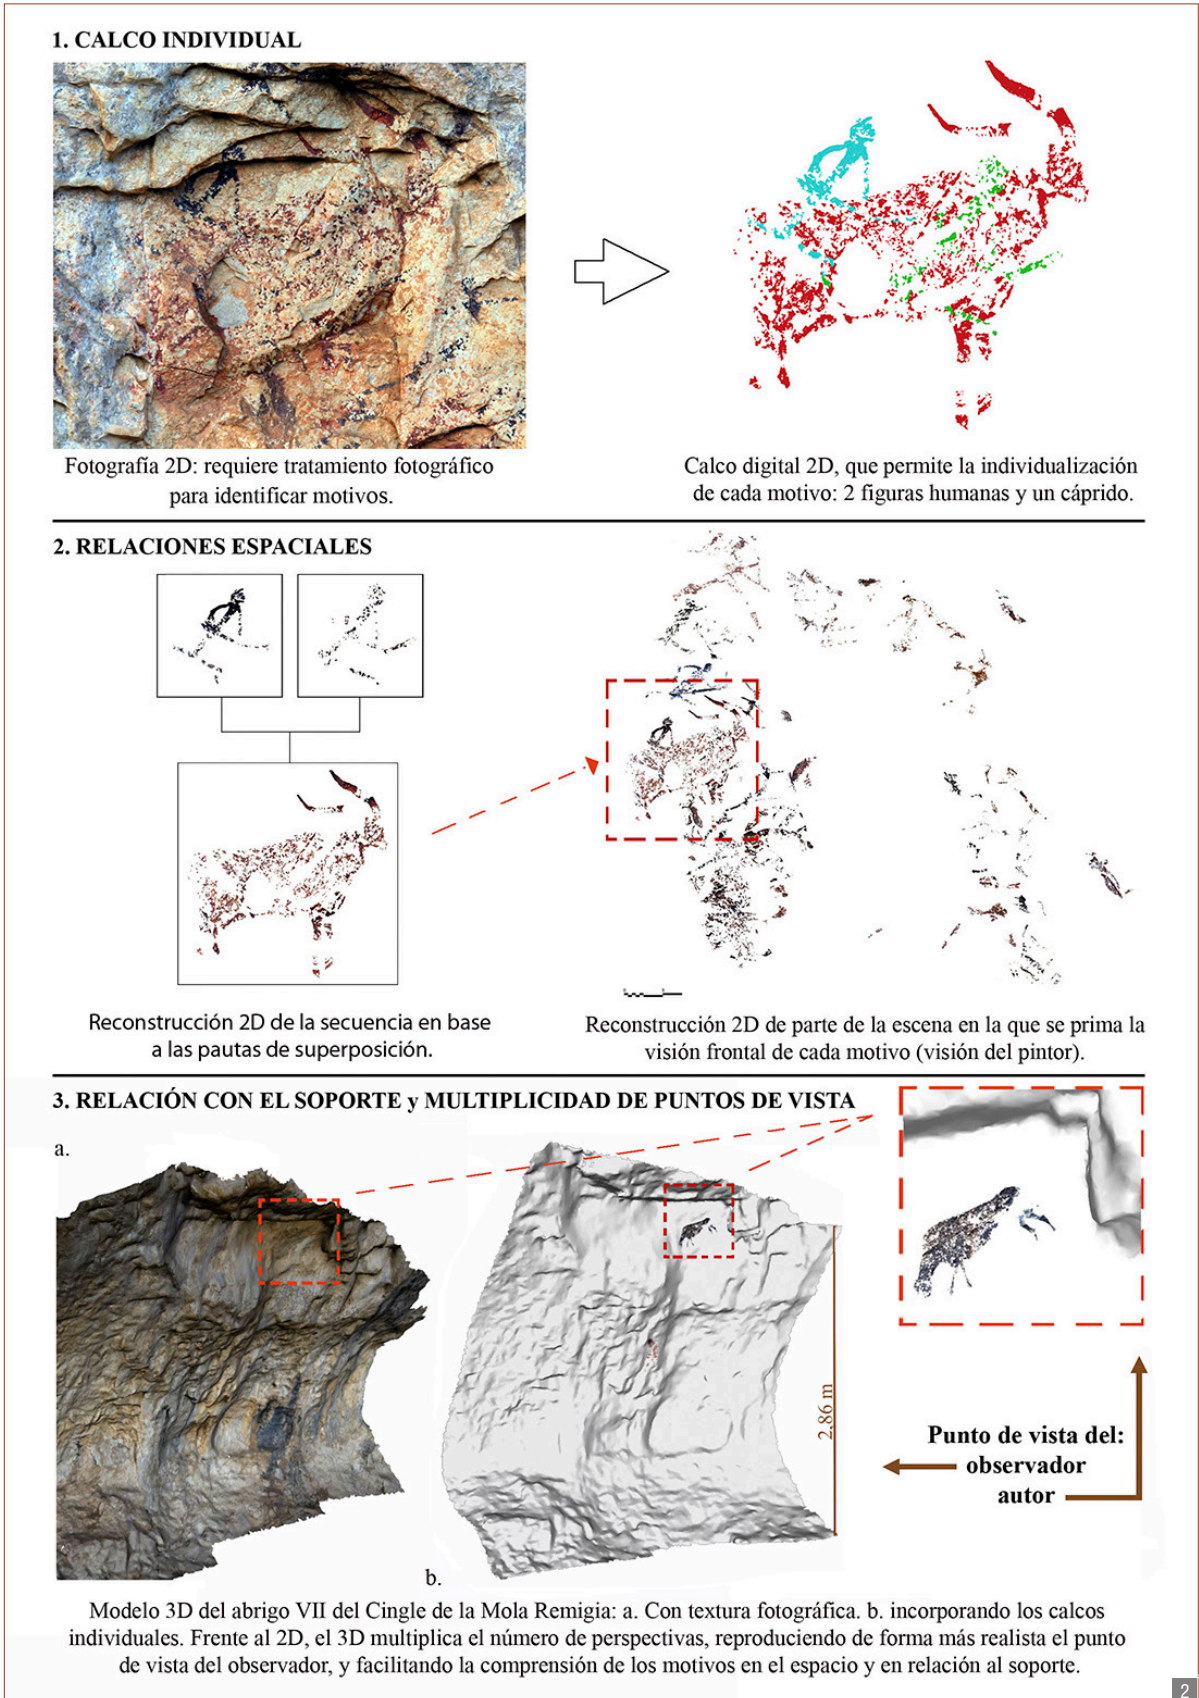 1. CALCO INDIVIDUAL
Fotografía 2D: requiere tratamiento fotográfico
para identificar motivos.
Calco digital 2D, que permite la individualización
de cada motivo: 2 figuras humanas y un cáprido.
2. RELACIONES ESPACIALES
Reconstrucción 2D de la secuencia en base
a las pautas de superposición.
Reconstrucción 2D de parte de la escena en la que se prima la
visión frontal de cada motivo (visión del pintor).
3. RELACIÓN CON EL SOPORTE y MULTIPLICIDAD DE PUNTOS DE VISTA
a.
2,86 m
Punto de vista del:
observador
autor
b.
Modelo 3D del abrigo VII del Cingle de la Mola Remigia: a. Con textura fotográfica. b. incorporando los calcos
individuales. Frente al 2D, el 3D multiplica el número de perspectivas, reproduciendo de forma más realista el punto
de vista del observador, y facilitando la comprensión de los motivos en el espacio y en relación al soporte.
2